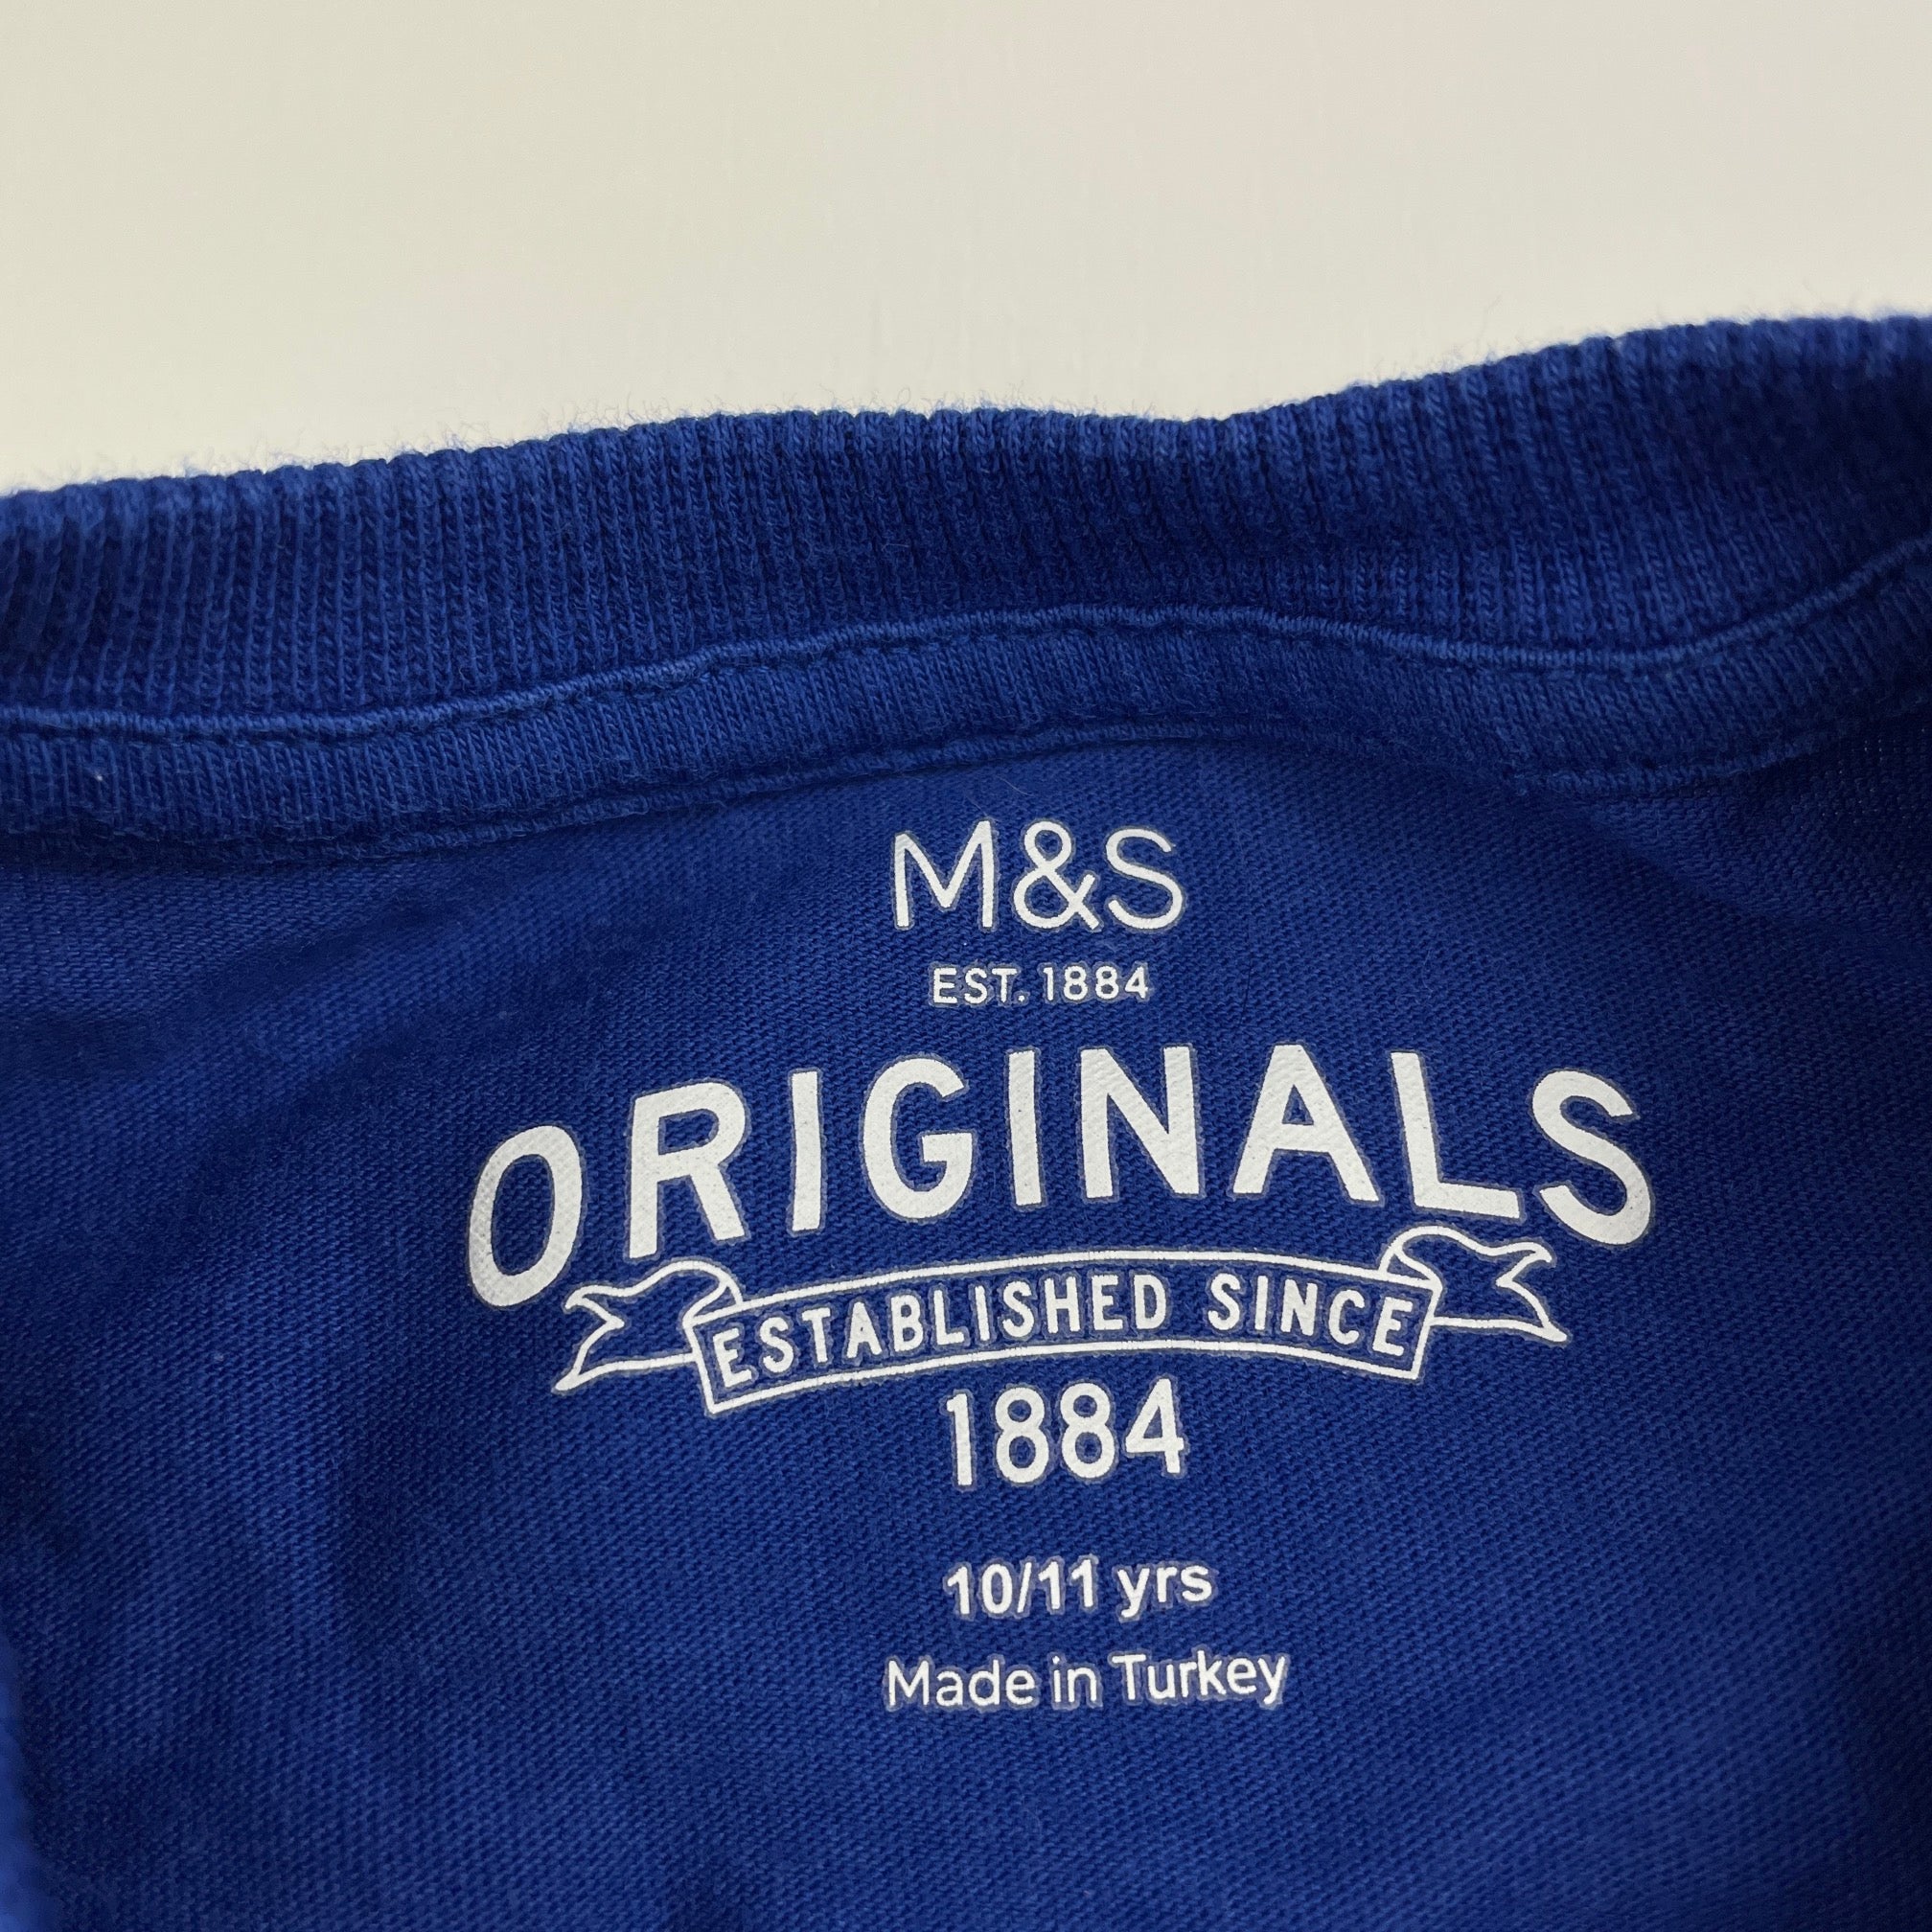 M&S
EST. 1884
ORIGINALS
ESTABLISHED SINCE
1884
10/11 yrs
Made in Turkey